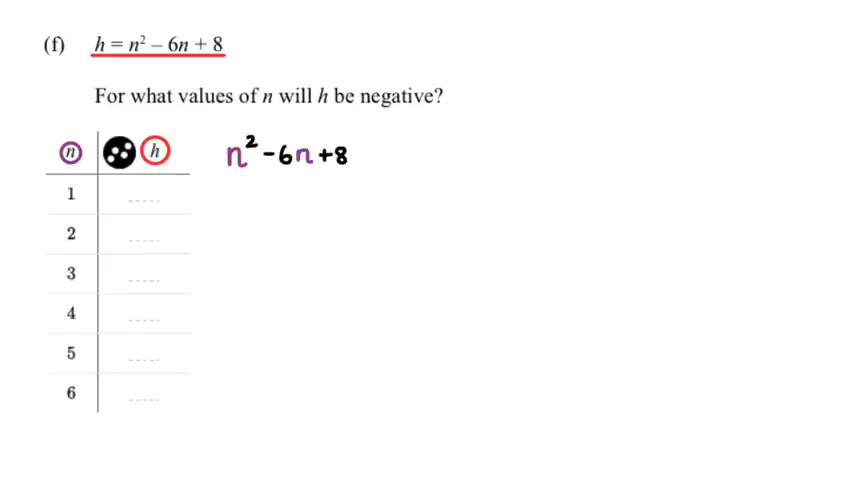 (f) h = n² – 6n + 8
For what values of n will h be negative?
n h n² - 6n + 8
1 .....
2 .....
3 .....
4 .....
5 .....
6 .....